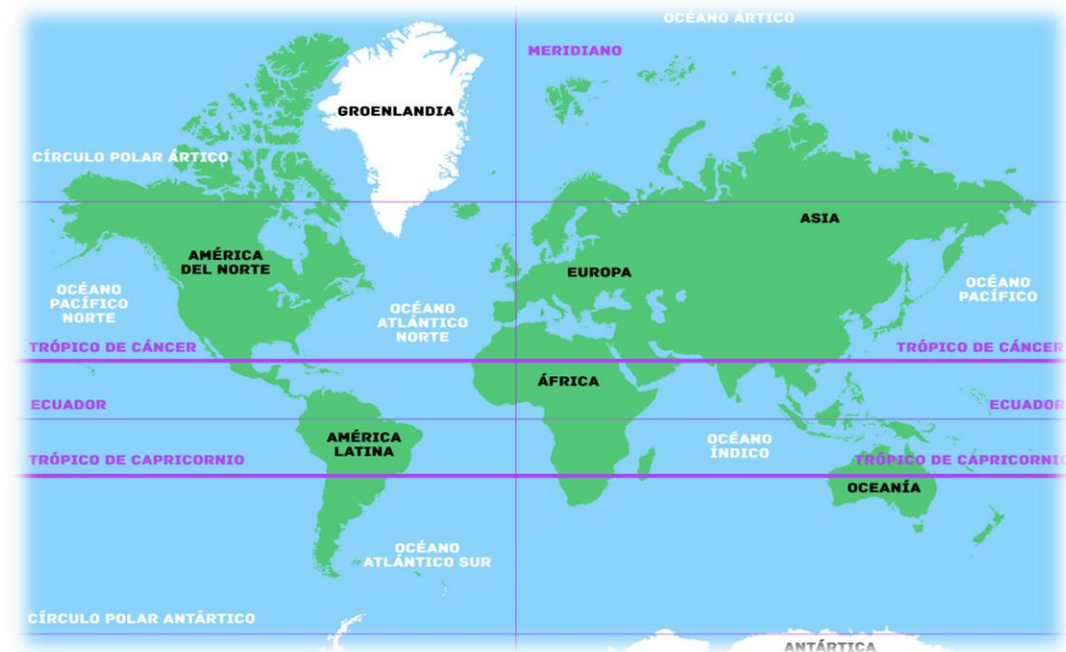 OCÉANO ÁRTICO
MERIDIANO
GROENLANDIA
CÍRCULO POLAR ÁRTICO
ASIA
AMÉRICA
DEL NORTE
EUROPA
OCÉANO
PACÍFICO
NORTE
OCÉANO
ATLÁNTICO
NORTE
OCÉANO
PACÍFICO
TRÓPICO DE CÁNCER
TRÓPICO DE CÁNCER
ÁFRICA
ECUADOR
ECUADOR
AMÉRICA
LATINA
OCÉANO
ÍNDICO
TRÓPICO DE CAPRICORNIO
TRÓPICO DE CAPRICORNIO
OCEANÍA
OCÉANO
ATLÁNTICO SUR
CÍRCULO POLAR ANTÁRTICO
ANTÁRTICA